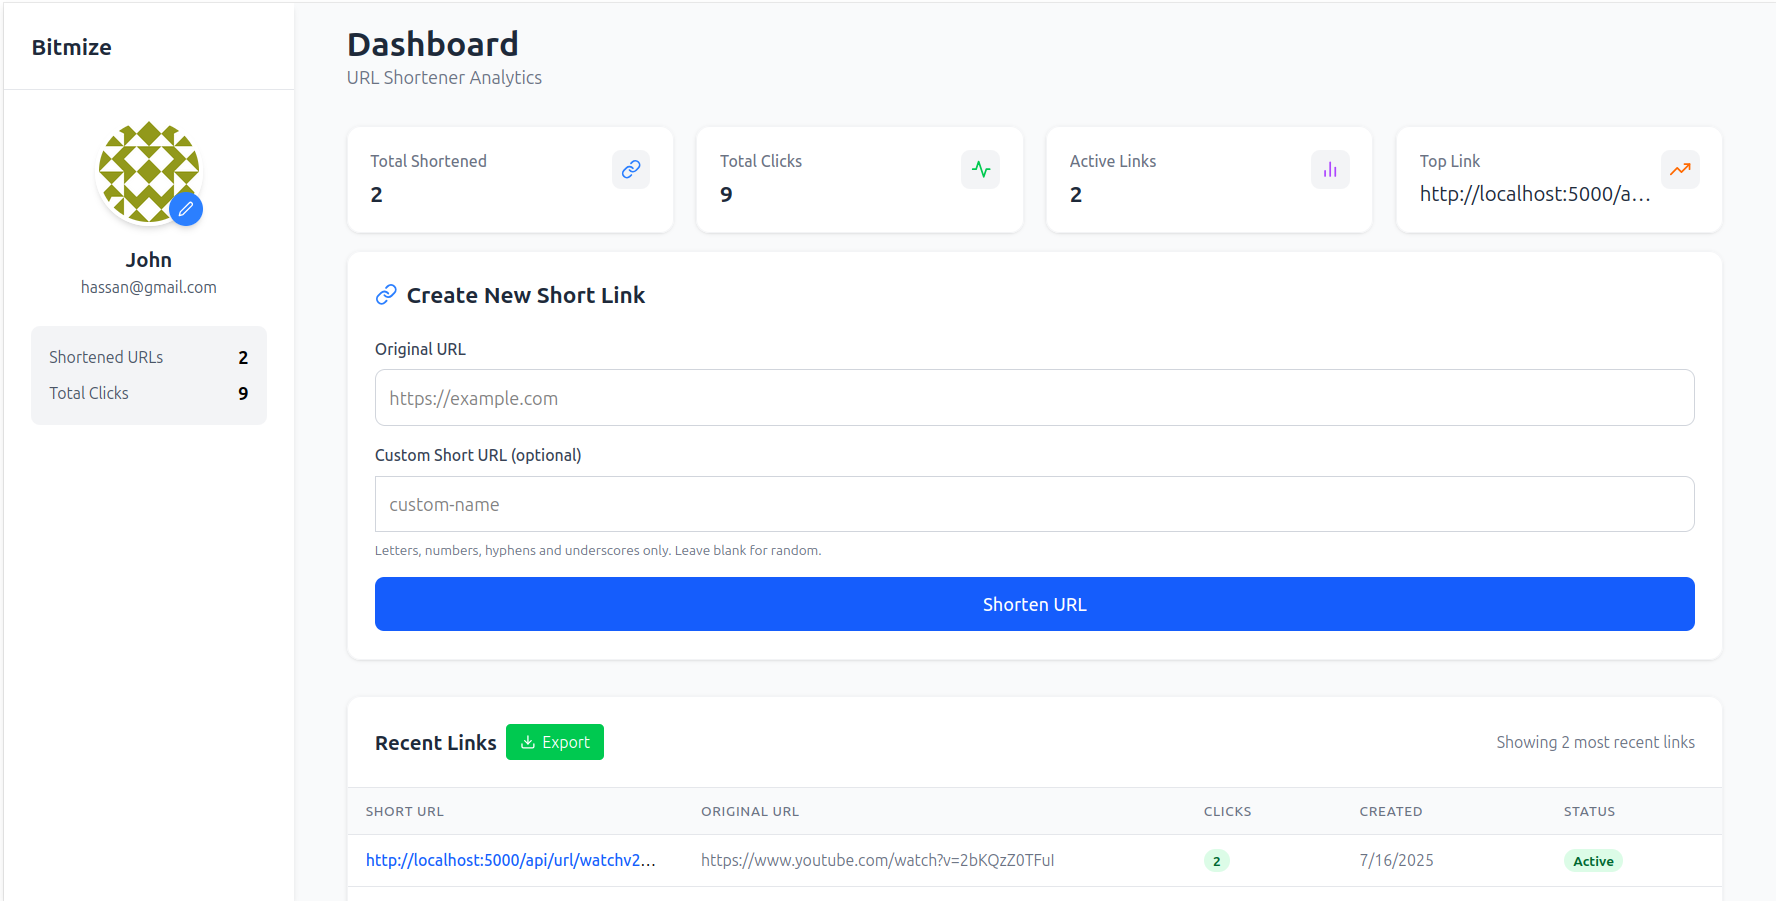 Bitmize
John
hassan@gmail.com
Shortened URLs 2
Total Clicks 9
Dashboard
URL Shortener Analytics
Total Shortened
2
Total Clicks
9
Active Links
2
Top Link
http://localhost:5000/a...
Create New Short Link
Original URL
https://example.com
Custom Short URL (optional)
custom-name
Letters, numbers, hyphens and underscores only. Leave blank for random.
Shorten URL
Recent Links Export Showing 2 most recent links
SHORT URL ORIGINAL URL CLICKS CREATED STATUS
http://localhost:5000/api/url/watchv2... https://www.youtube.com/watch?v=2bKQzZ0TFuI 2 7/16/2025 Active